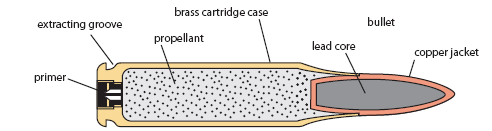 brass cartridge case
bullet
extracting groove
propellant
lead core
copper jacket
primer